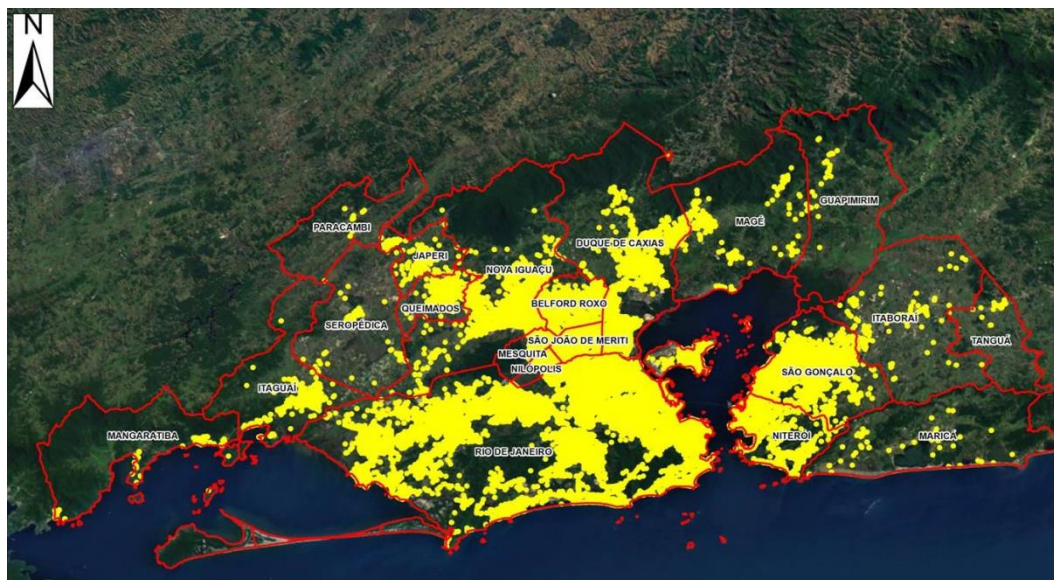 N
GUAPIMIRIM
MAGÉ
PARACAMBI
DUQUE DE CAXIAS
JAPERI
NOVA IGUAÇU
BELFORD ROXO
QUEIMADOS
ITABORAÍ
SEROPÉDICA
SÃO JOÃO DE MERITI
TANGUÁ
MESQUITA
NILÓPOLIS
SÃO GONÇALO
ITAGUAÍ
MANGARATIBA
NITERÓI
MARICÁ
RIO DE JANEIRO